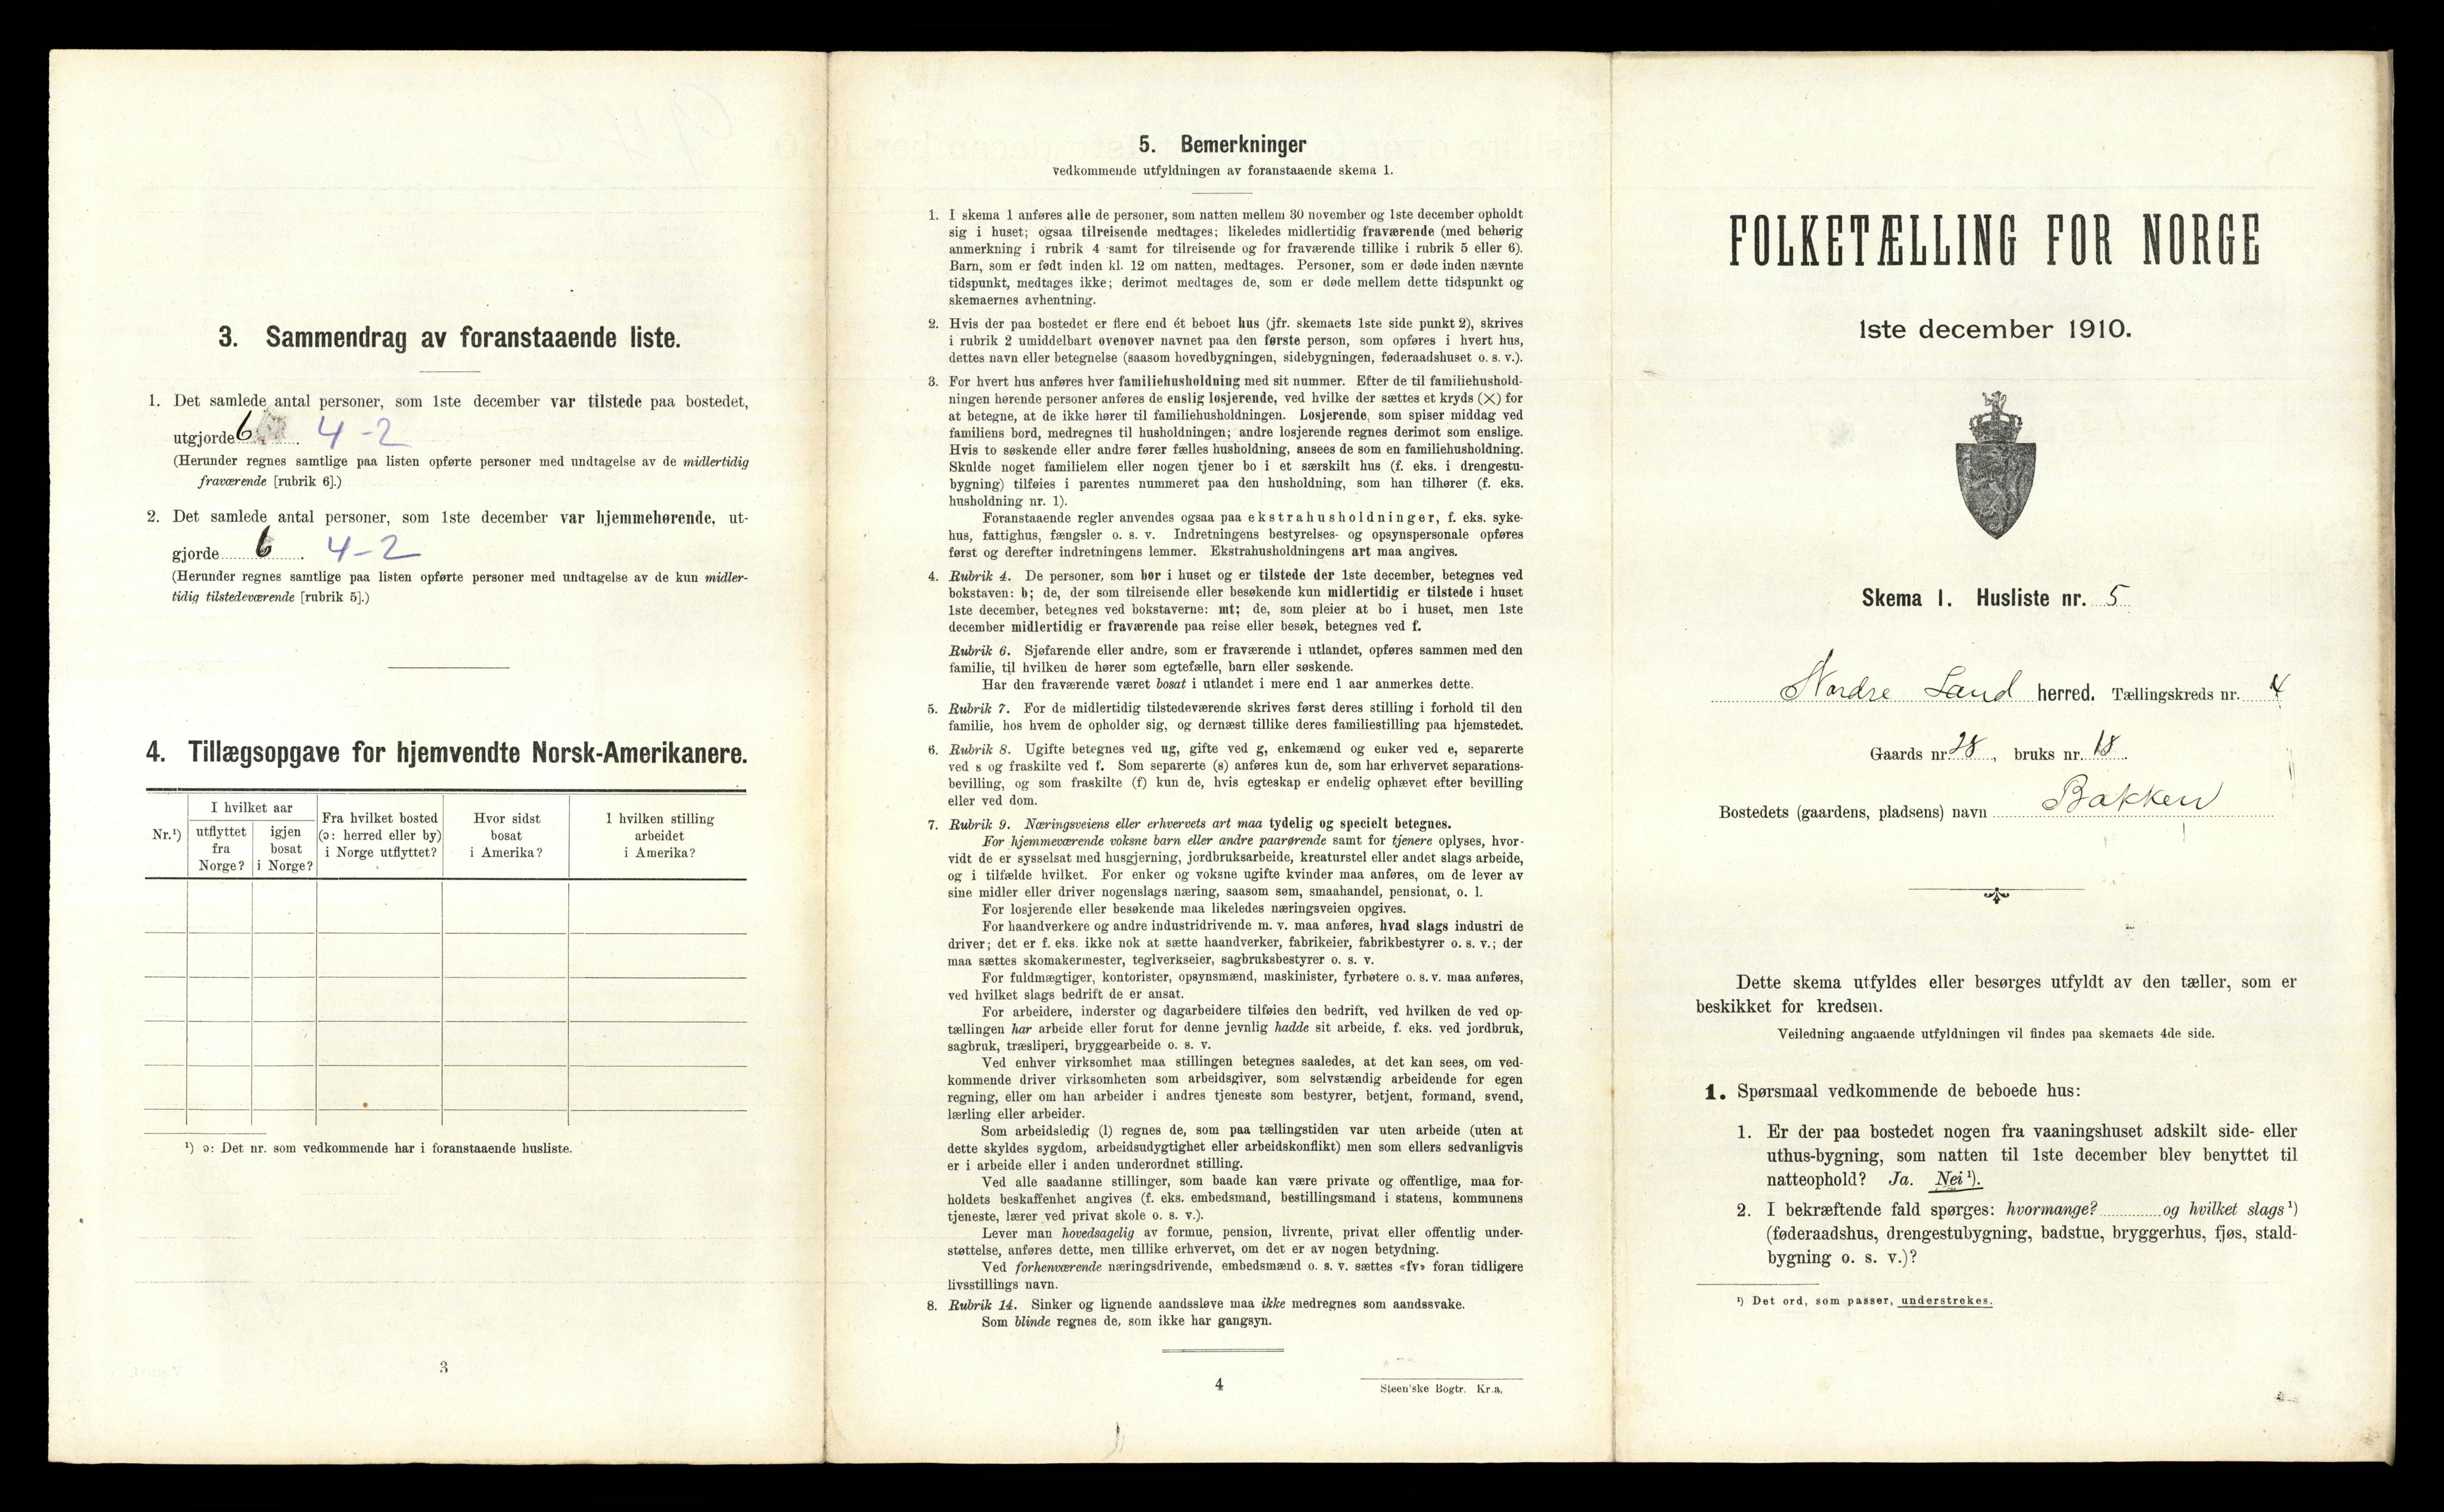 3. Sammendrag av foranstaaende liste.
1. Det samlede antal personer, som 1ste december var tilstede paa bostedet,
utgjorde 6. 4-2
(Herunder regnes samtlige paa listen opførte personer med undtagelse av de midlertidig
fraværende [rubrik 6].)
2. Det samlede antal personer, som 1ste december var hjemmehørende, ut-
gjorde 6. 4-2
(Herunder regnes samtlige paa listen opførte personer med undtagelse av de kun midler-
tidig tilstedeværende [rubrik 5].)
4. Tillægsopgave for hjemvendte Norsk-Amerikanere.
Nr.¹)
I hvilket aar
utflyttet fra Norge?
igjen bosat i Norge?
Fra hvilket bosted (ɔ: herred eller by) i Norge utflyttet?
Hvor sidst bosat i Amerika?
I hvilken stilling arbeidet i Amerika?
¹) ɔ: Det nr. som vedkommende har i foranstaaende husliste.
3
5. Bemerkninger
vedkommende utfyldningen av foranstaaende skema 1.
1. I skema 1 anføres alle de personer, som natten mellem 30 november og 1ste december opholdt
sig i huset; ogsaa tilreisende medtages; likeledes midlertidig fraværende (med behørig
anmerkning i rubrik 4 samt for tilreisende og for fraværende tillike i rubrik 5 eller 6).
Barn, som er født inden kl. 12 om natten, medtages. Personer, som er døde inden nævnte
tidspunkt, medtages ikke; derimot medtages de, som er døde mellem dette tidspunkt og
skemaernes avhentning.
2. Hvis der paa bostedet er flere end ét beboet hus (jfr. skemaets 1ste side punkt 2), skrives
i rubrik 2 umiddelbart ovenover navnet paa den første person, som opføres i hvert hus,
dettes navn eller betegnelse (saasom hovedbygningen, sidebygningen, føderaadshuset o. s. v.).
3. For hvert hus anføres hver familiehusholdning med sit nummer. Efter de til familiehushold-
ningen hørende personer anføres de enslig losjerende, ved hvilke der sættes et kryds (×) for
at betegne, at de ikke hører til familiehusholdningen. Losjerende, som spiser middag ved
familiens bord, medregnes til husholdningen; andre losjerende regnes derimot som enslige.
Hvis to søskende eller andre fører fælles husholdning, ansees de som en familiehusholdning.
Skulde noget familielem eller nogen tjener bo i et særskilt hus (f. eks. i drengestu-
bygning) tilføies i parentes nummeret paa den husholdning, som han tilhører (f. eks.
husholdning nr. 1).
Foranstaaende regler anvendes ogsaa paa ekstrahusholdninger, f. eks. syke-
hus, fattighus, fængsler o. s. v. Indretningens bestyrelses- og opsynspersonale opføres
først og derefter indretningens lemmer. Ekstrahusholdningens art maa angives.
4. Rubrik 4. De personer, som bor i huset og er tilstede der 1ste december, betegnes ved
bokstaven: b; de, der som tilreisende eller besøkende kun midlertidig er tilstede i huset
1ste december, betegnes ved bokstaverne: mt; de, som pleier at bo i huset, men 1ste
december midlertidig er fraværende paa reise eller besøk, betegnes ved f.
Rubrik 6. Sjøfarende eller andre, som er fraværende i utlandet, opføres sammen med den
familie, til hvilken de hører som egtefælle, barn eller søskende.
Har den fraværende været bosat i utlandet i mere end 1 aar anmerkes dette.
5. Rubrik 7. For de midlertidig tilstedeværende skrives først deres stilling i forhold til den
familie, hos hvem de opholder sig, og dernæst tillike deres familiestilling paa hjemstedet.
6. Rubrik 8. Ugifte betegnes ved ug, gifte ved g, enkemænd og enker ved e, separerte
ved s og fraskilte ved f. Som separerte (s) anføres kun de, som har erhvervet separations-
bevilling, og som fraskilte (f) kun de, hvis egteskap er endelig ophævet efter bevilling
eller ved dom.
7. Rubrik 9. Næringsveiens eller erhvervets art maa tydelig og specielt betegnes.
For hjemmeværende voksne barn eller andre paarørende samt for tjenere oplyses, hvor-
vidt de er sysselsat med husgjerning, jordbruksarbeide, kreaturstel eller andet slags arbeide,
og i tilfælde hvilket. For enker og voksne ugifte kvinder maa anføres, om de lever av
sine midler eller driver nogenslags næring, saasom søm, smaahandel, pensionat, o. l.
For losjerende eller besøkende maa likeledes næringsveien opgives.
For haandverkere og andre industridrivende m. v. maa anføres, hvad slags industri de
driver; det er f. eks. ikke nok at sætte haandverker, fabrikeier, fabrikbestyrer o. s. v.; der
maa sættes skomakermester, teglverkseier, sagbruksbestyrer o. s. v.
For fuldmægtiger, kontorister, opsynsmænd, maskinister, fyrbøtere o. s. v. maa anføres,
ved hvilket slags bedrift de er ansat.
For arbeidere, inderster og dagarbeidere tilføies den bedrift, ved hvilken de ved op-
tællingen har arbeide eller forut for denne jevnlig hadde sit arbeide, f. eks. ved jordbruk,
sagbruk, træsliperi, bryggearbeide o. s. v.
Ved enhver virksomhet maa stillingen betegnes saaledes, at det kan sees, om ved-
kommende driver virksomheten som arbeidsgiver, som selvstændig arbeidende for egen
regning, eller om han arbeider i andres tjeneste som bestyrer, betjent, formand, svend,
lærling eller arbeider.
Som arbeidsledig (l) regnes de, som paa tællingstiden var uten arbeide (uten at
dette skyldes sygdom, arbeidsudygtighet eller arbeidskonflikt) men som ellers sedvanligvis
er i arbeide eller i anden underordnet stilling.
Ved alle saadanne stillinger, som baade kan være private og offentlige, maa for-
holdets beskaffenhet angives (f. eks. embedsmand, bestillingsmand i statens, kommunens
tjeneste, lærer ved privat skole o. s. v.).
Lever man hovedsagelig av formue, pension, livrente, privat eller offentlig under-
støttelse, anføres dette, men tillike erhvervet, om det er av nogen betydning.
Ved forhenværende næringsdrivende, embedsmænd o. s. v. sættes «fv» foran tidligere
livsstillings navn.
8. Rubrik 14. Sinker og lignende aandssløve maa ikke medregnes som aandssvake.
Som blinde regnes de, som ikke har gangsyn.
4
Steen'ske Bogtr. Kr.a.
FOLKETÆLLING FOR NORGE
1ste december 1910.
Skema 1. Husliste nr. 5
Nordre Land herred. Tællingskreds nr. 4
Gaards nr. 28, bruks nr. 18.
Bostedets (gaardens, pladsens) navn Bakken
Dette skema utfyldes eller besørges utfyldt av den tæller, som er
beskikket for kredsen.
Veiledning angaaende utfyldningen vil findes paa skemaets 4de side.
1. Spørsmaal vedkommende de beboede hus:
1. Er der paa bostedet nogen fra vaaningshuset adskilt side- eller
uthus-bygning, som natten til 1ste december blev benyttet til
natteophold? Ja. Nei ¹).
2. I bekræftende fald spørges: hvormange? og hvilket slags ¹)
(føderaadshus, drengestubygning, badstue, bryggerhus, fjøs, stald-
bygning o. s. v.)?
¹) Det ord, som passer, understrekes.